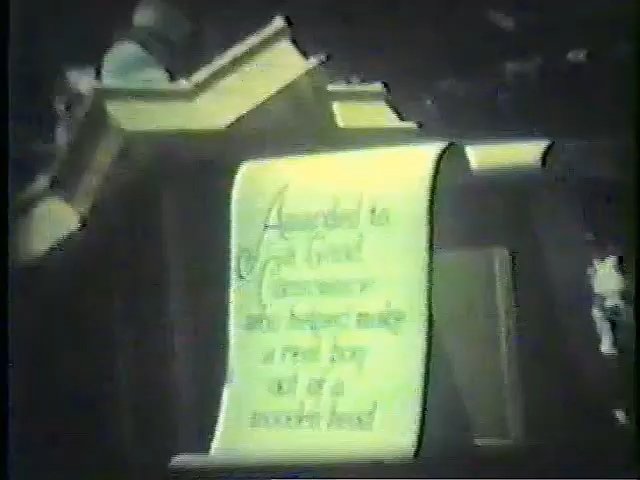 Awarded to
a Good
Conscience
who helped make
a real boy
out of a
wooden head